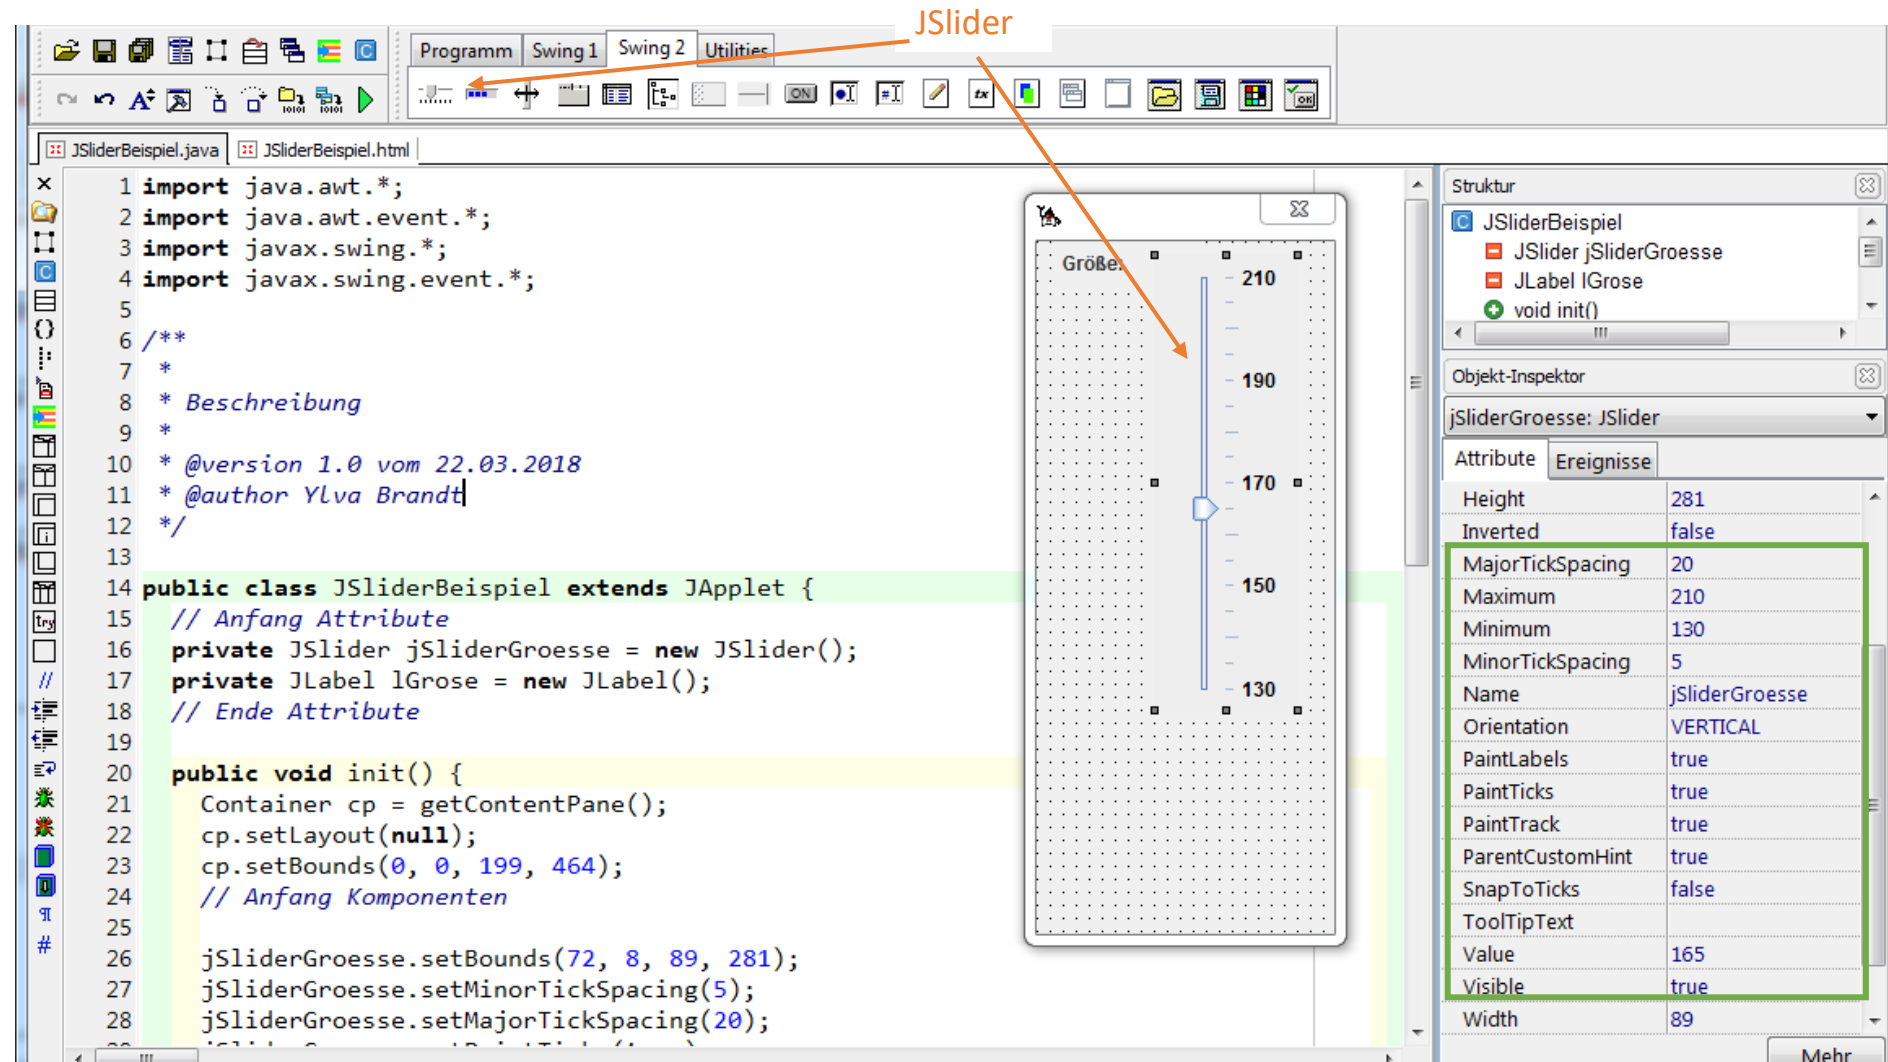 JSlider
Programm Swing 1 Swing 2 Utilities
JSliderBeispiel.java JSliderBeispiel.html
1 import java.awt.*;
2 import java.awt.event.*;
3 import javax.swing.*;
4 import javax.swing.event.*;
5
6 /**
7 *
8 * Beschreibung
9 *
10 * @version 1.0 vom 22.03.2018
11 * @author Ylva Brandt
12 */
13
14 public class JSliderBeispiel extends JApplet {
15 // Anfang Attribute
16 private JSlider jSliderGroesse = new JSlider();
17 private JLabel lGrose = new JLabel();
18 // Ende Attribute
19
20 public void init() {
21 Container cp = getContentPane();
22 cp.setLayout(null);
23 cp.setBounds(0, 0, 199, 464);
24 // Anfang Komponenten
25
26 jSliderGroesse.setBounds(72, 8, 89, 281);
27 jSliderGroesse.setMinorTickSpacing(5);
28 jSliderGroesse.setMajorTickSpacing(20);
Größe:
210
190
170
150
130
Struktur
JSliderBeispiel
JSlider jSliderGroesse
JLabel lGrose
void init()
Objekt-Inspektor
jSliderGroesse: JSlider
Attribute Ereignisse
Height 281
Inverted false
MajorTickSpacing 20
Maximum 210
Minimum 130
MinorTickSpacing 5
Name jSliderGroesse
Orientation VERTICAL
PaintLabels true
PaintTicks true
PaintTrack true
ParentCustomHint true
SnapToTicks false
ToolTipText
Value 165
Visible true
Width 89
Mehr